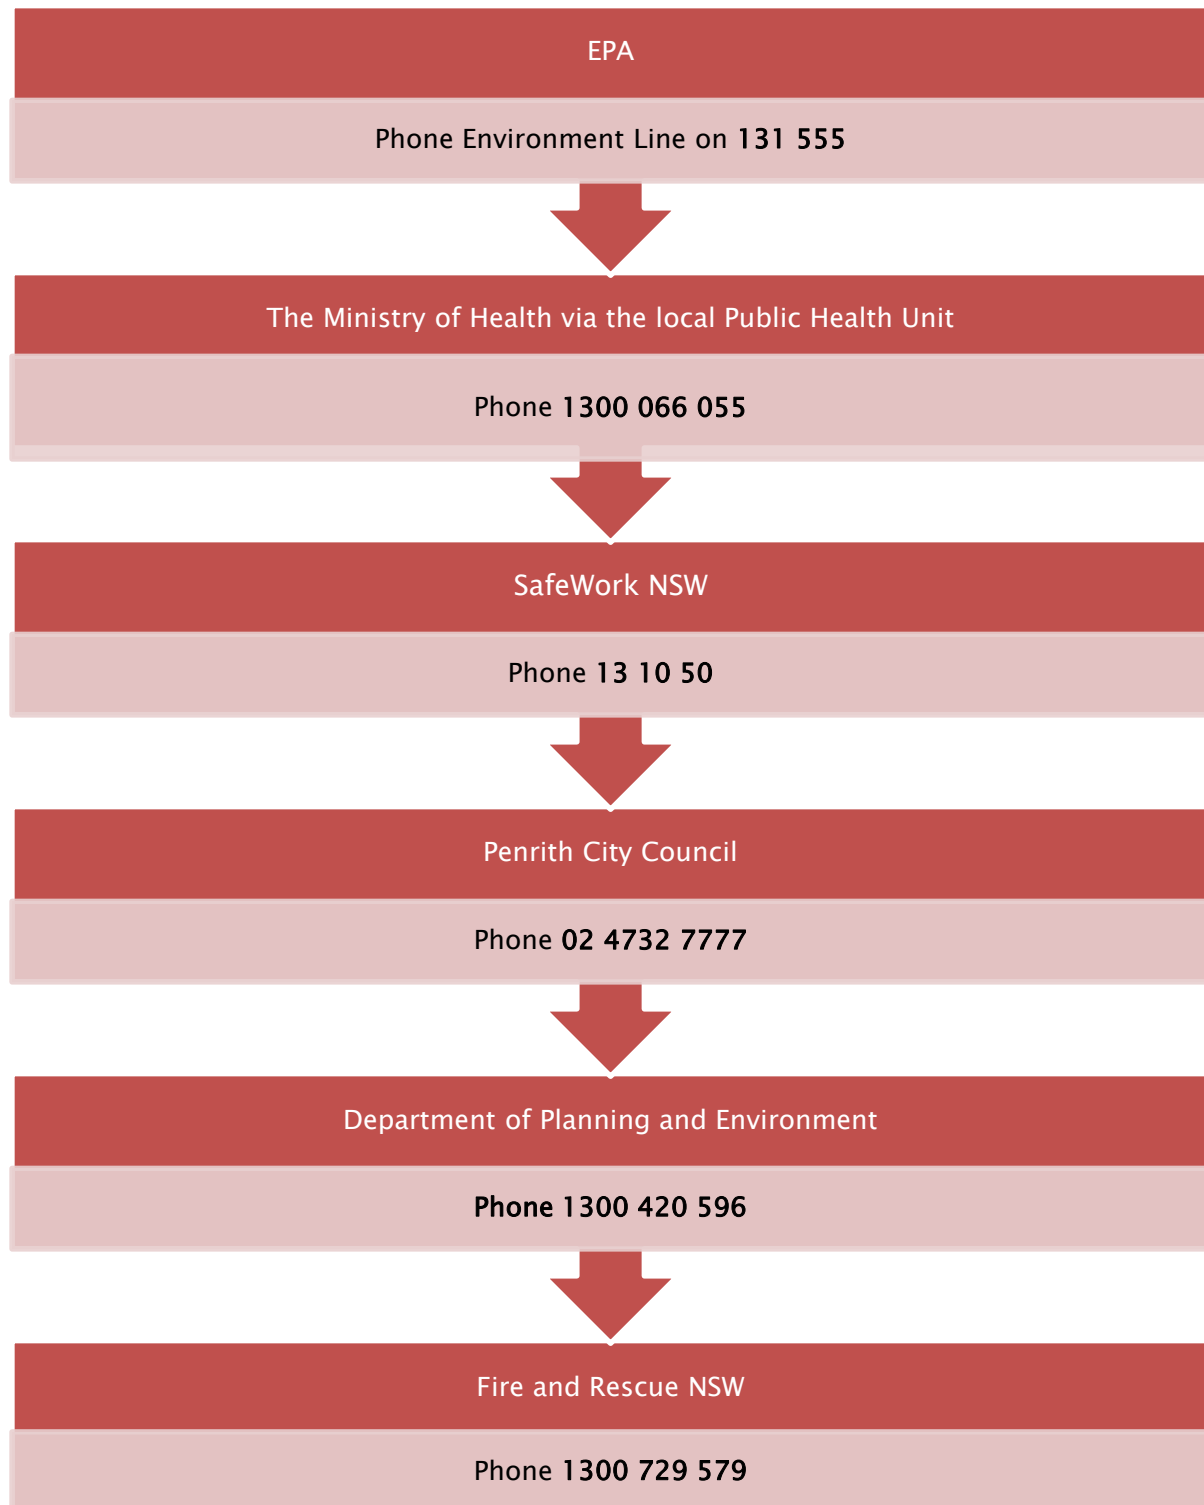 EPA
Phone Environment Line on 131 555
The Ministry of Health via the local Public Health Unit
Phone 1300 066 055
SafeWork NSW
Phone 13 10 50
Penrith City Council
Phone 02 4732 7777
Department of Planning and Environment
Phone 1300 420 596
Fire and Rescue NSW
Phone 1300 729 579